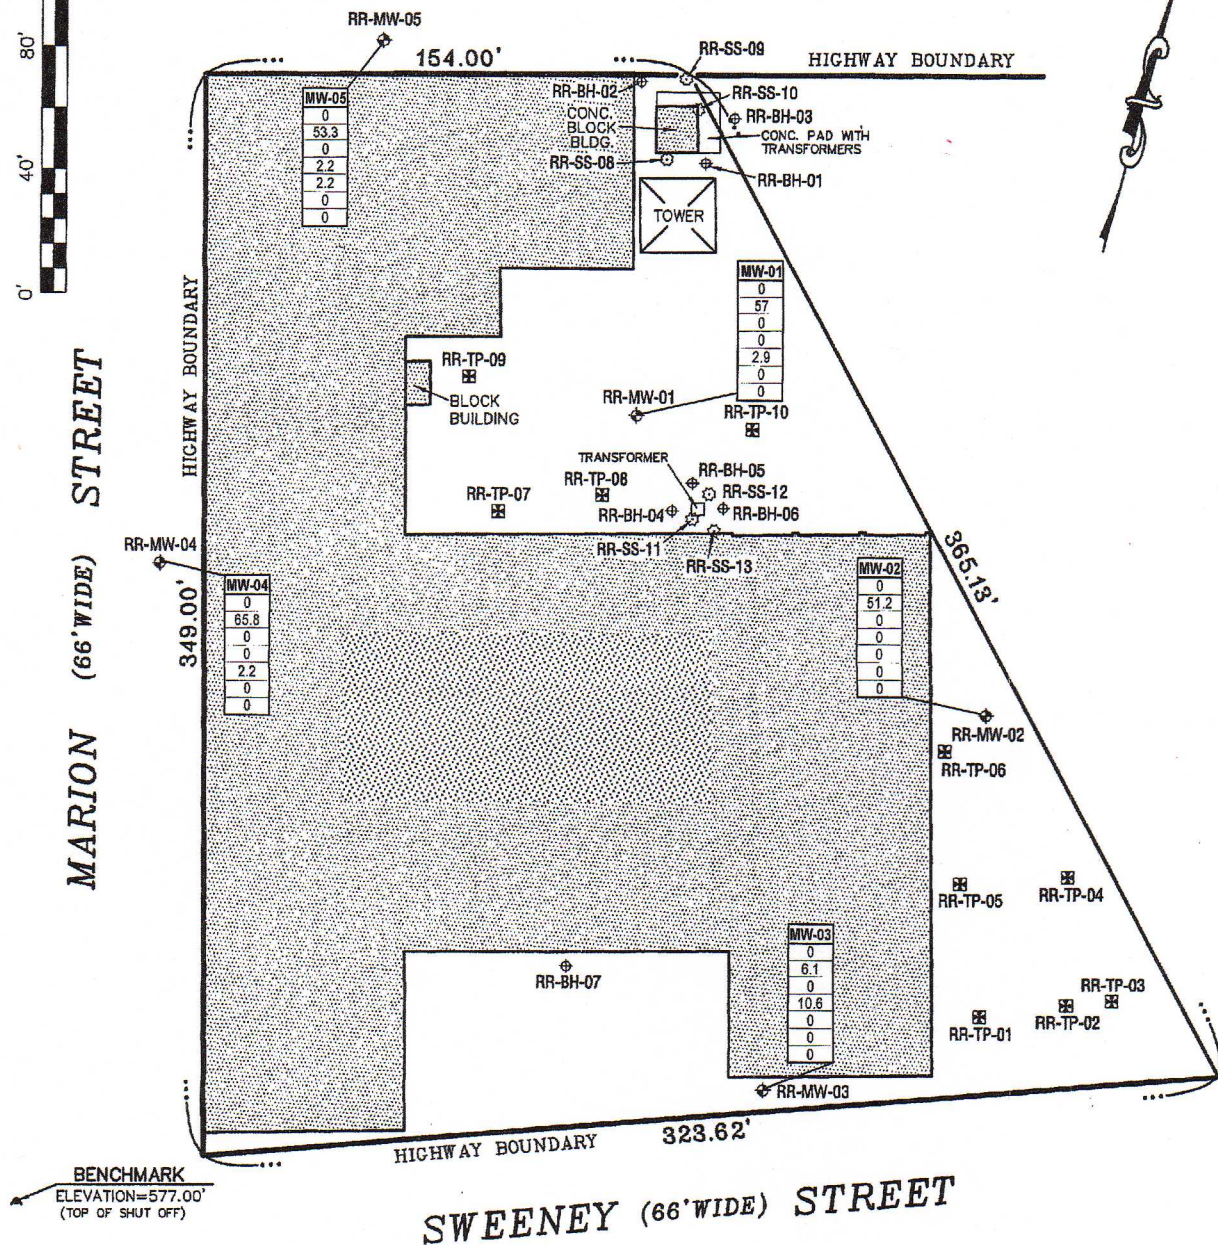 RR-MW-05
80'
40'
0'
154.00'
RR-SS-09
HIGHWAY BOUNDARY
RR-BH-02
RR-SS-10
RR-BH-03
CONC.
BLOCK
BLDG.
CONC. PAD WITH
TRANSFORMERS
RR-SS-08
RR-BH-01
TOWER
MW-05
0
53.3
0
2.2
2.2
0
0
MW-01
0
57
0
0
2.9
0
0
HIGHWAY BOUNDARY
RR-TP-09
BLOCK
BUILDING
RR-MW-01
RR-TP-10
TRANSFORMER
RR-BH-05
RR-TP-07
RR-TP-08
RR-SS-12
RR-BH-04
RR-BH-06
RR-SS-11
RR-SS-13
MARION (66'WIDE) STREET
RR-MW-04
349.00'
MW-04
0
65.8
0
0
2.2
0
0
365.13'
MW-02
0
51.2
0
0
0
0
0
RR-MW-02
RR-TP-06
RR-TP-05
RR-TP-04
MW-03
0
6.1
0
10.6
0
0
0
RR-BH-07
RR-TP-03
RR-TP-01
RR-TP-02
RR-MW-03
HIGHWAY BOUNDARY
323.62'
BENCHMARK
ELEVATION=577.00'
(TOP OF SHUT OFF)
SWEENEY (66'WIDE) STREET